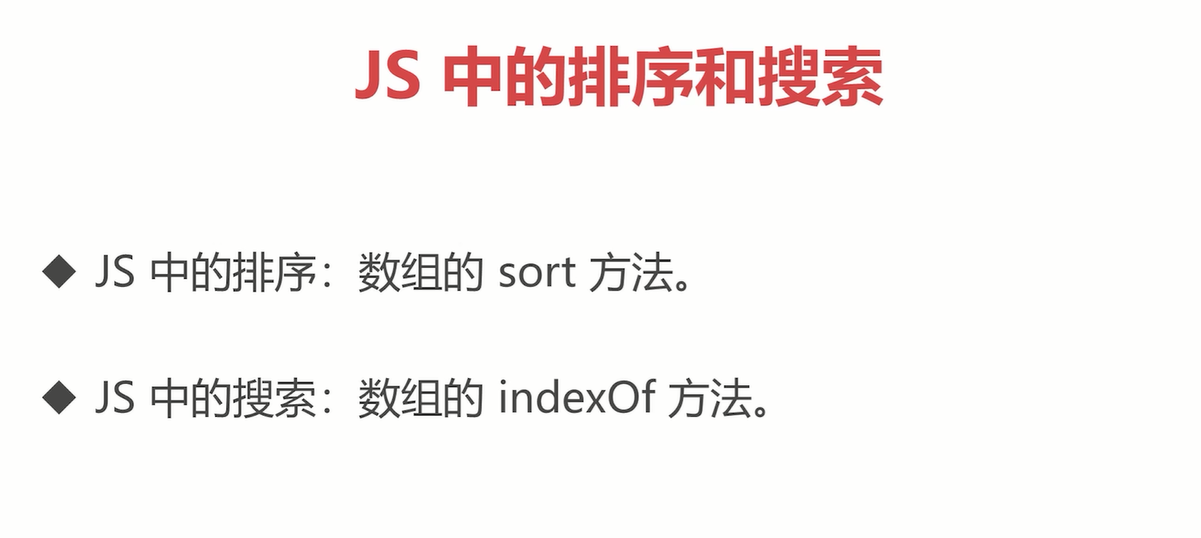 JS 中的排序和搜索
◆ JS 中的排序：数组的 sort 方法。
◆ JS 中的搜索：数组的 indexOf 方法。